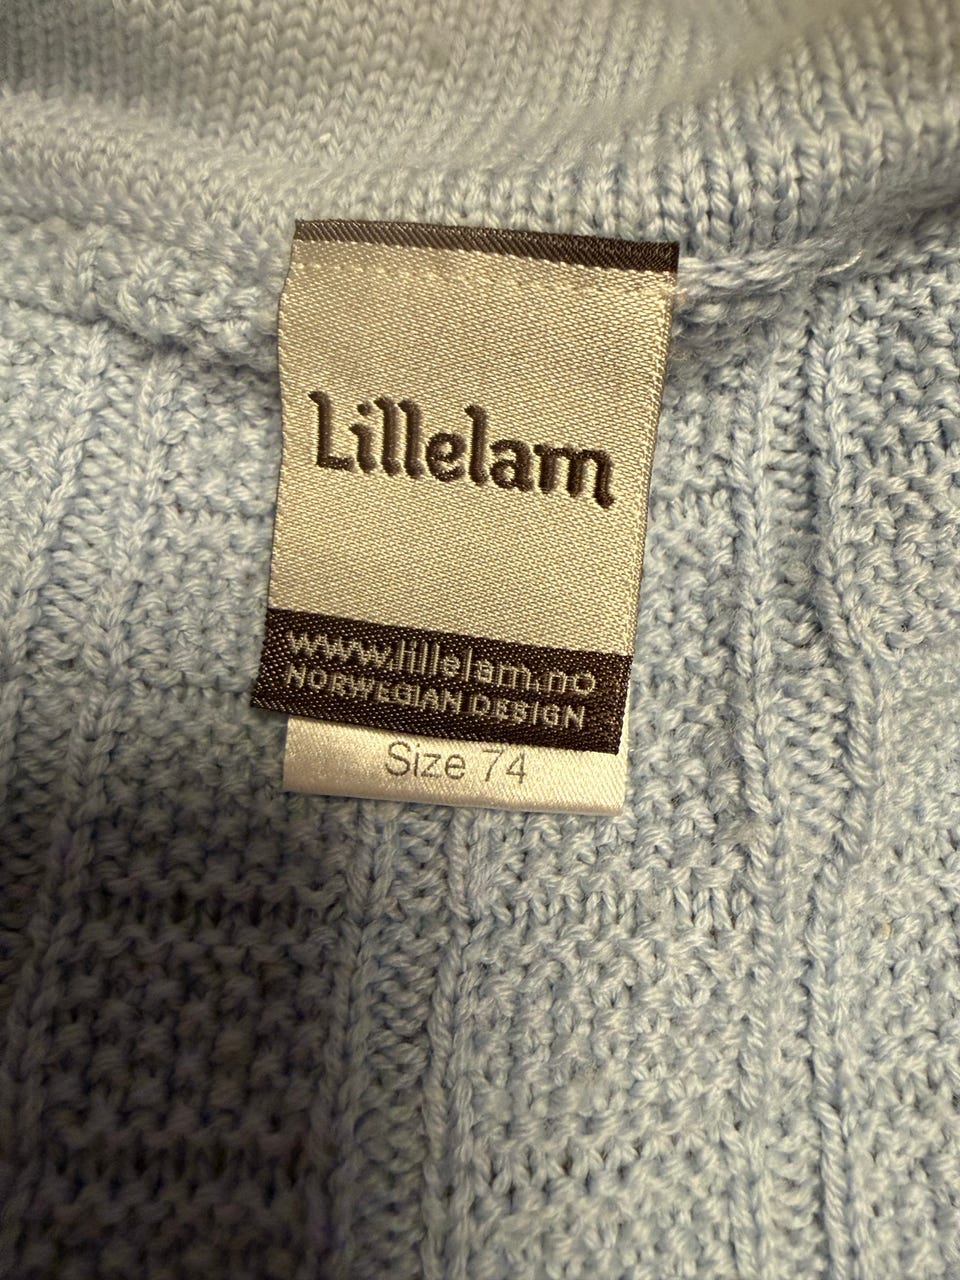 Lillelam
www.lillelam.no
NORWEGIAN DESIGN
Size 74